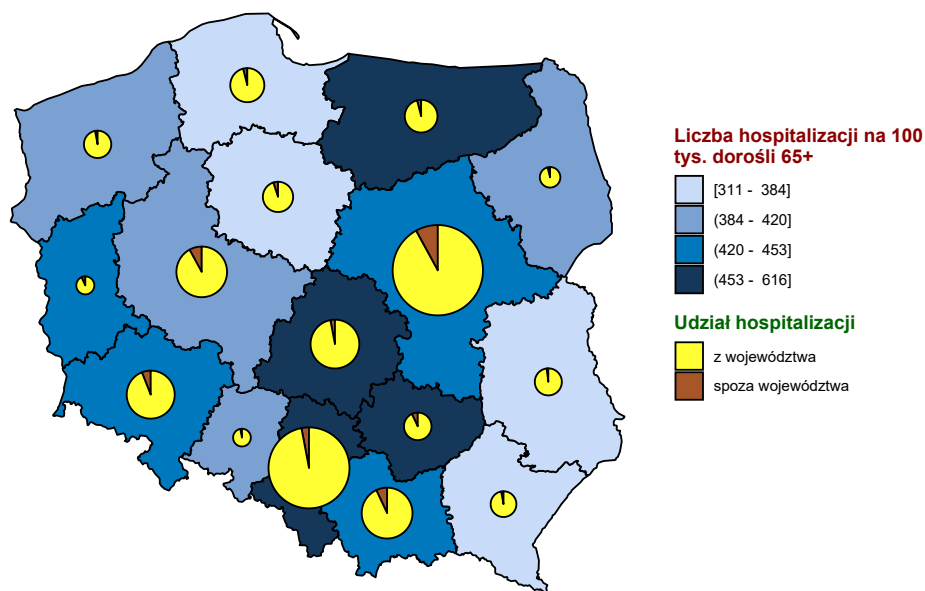 Liczba hospitalizacji na 100
tys. dorośli 65+
[311 - 384]
(384 - 420]
(420 - 453]
(453 - 616]
Udział hospitalizacji
z województwa
spoza województwa